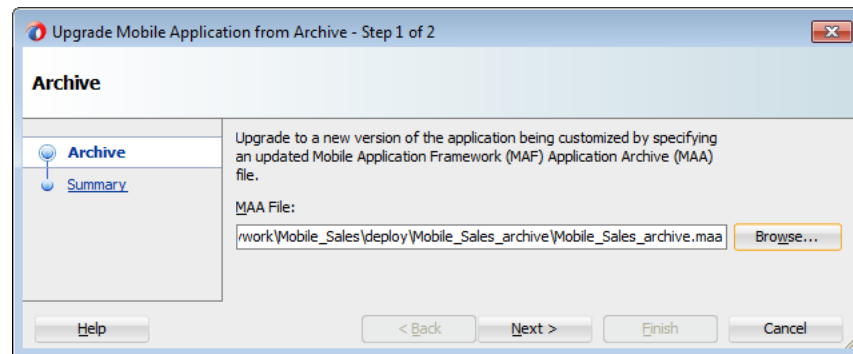 Upgrade Mobile Application from Archive - Step 1 of 2
Archive
Archive
Summary
Upgrade to a new version of the application being customized by specifying
an updated Mobile Application Framework (MAF) Application Archive (MAA)
file.
MAA File:
work\Mobile_Sales\deploy\Mobile_Sales_archive\Mobile_Sales_archive.maa
Browse...
Help
< Back
Next >
Finish
Cancel